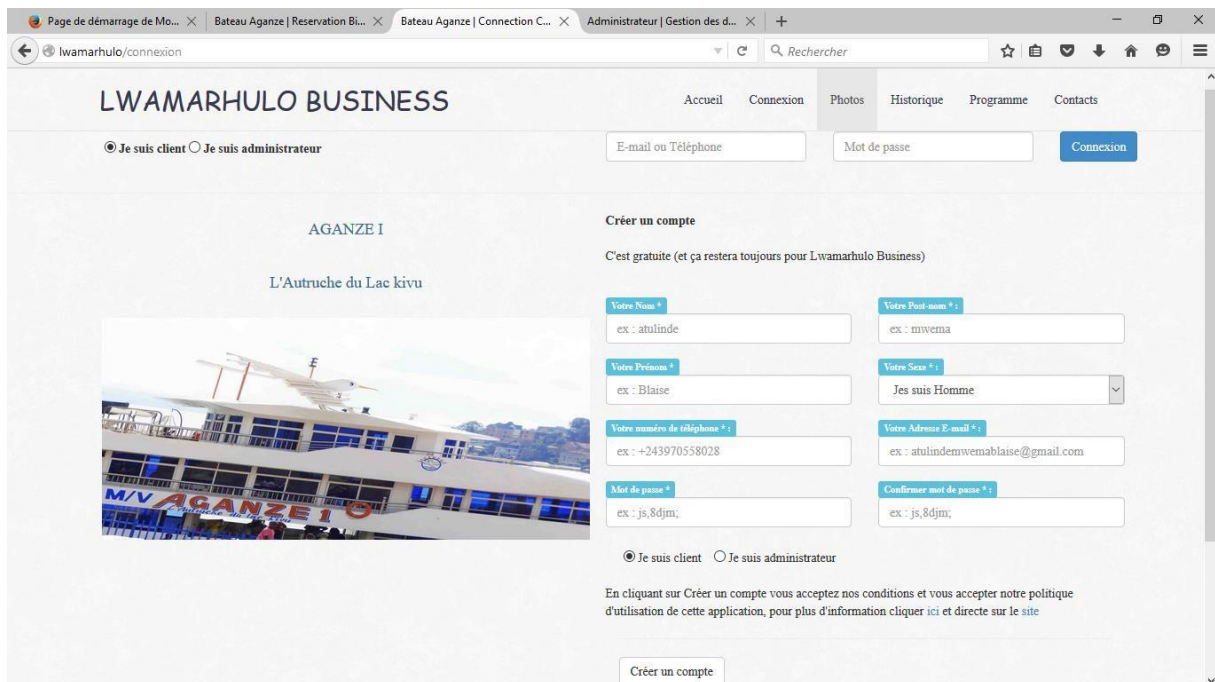 Page de démarrage de Mo...
Bateau Aganze | Reservation Bi...
Bateau Aganze | Connection C...
Administrateur | Gestion des d...
lwamarhulo/connexion
Rechercher
LWAMARHULO BUSINESS
Accueil
Connexion
Photos
Historique
Programme
Contacts
Je suis client Je suis administrateur
E-mail ou Téléphone
Mot de passe
Connexion
AGANZE I
L'Autruche du Lac kivu
M/V AGANZE 1
L'Autruche du lac Kivu
Créer un compte
C'est gratuite (et ça restera toujours pour Lwamarhulo Business)
Votre Nom *
Votre Post-nom * :
ex : atulinde
ex : mwema
Votre Prénom *
Votre Sexe * :
ex : Blaise
Jes suis Homme
Votre numéro de téléphone * :
Votre Adresse E-mail * :
ex : +243970558028
ex : atulindemwemablaise@gmail.com
Mot de passe *
Confirmer mot de passe * :
ex : js,8djm;
ex : js,8djm;
Je suis client Je suis administrateur
En cliquant sur Créer un compte vous acceptez nos conditions et vous accepter notre politique
d'utilisation de cette application, pour plus d'information cliquer ici et directe sur le site
Créer un compte